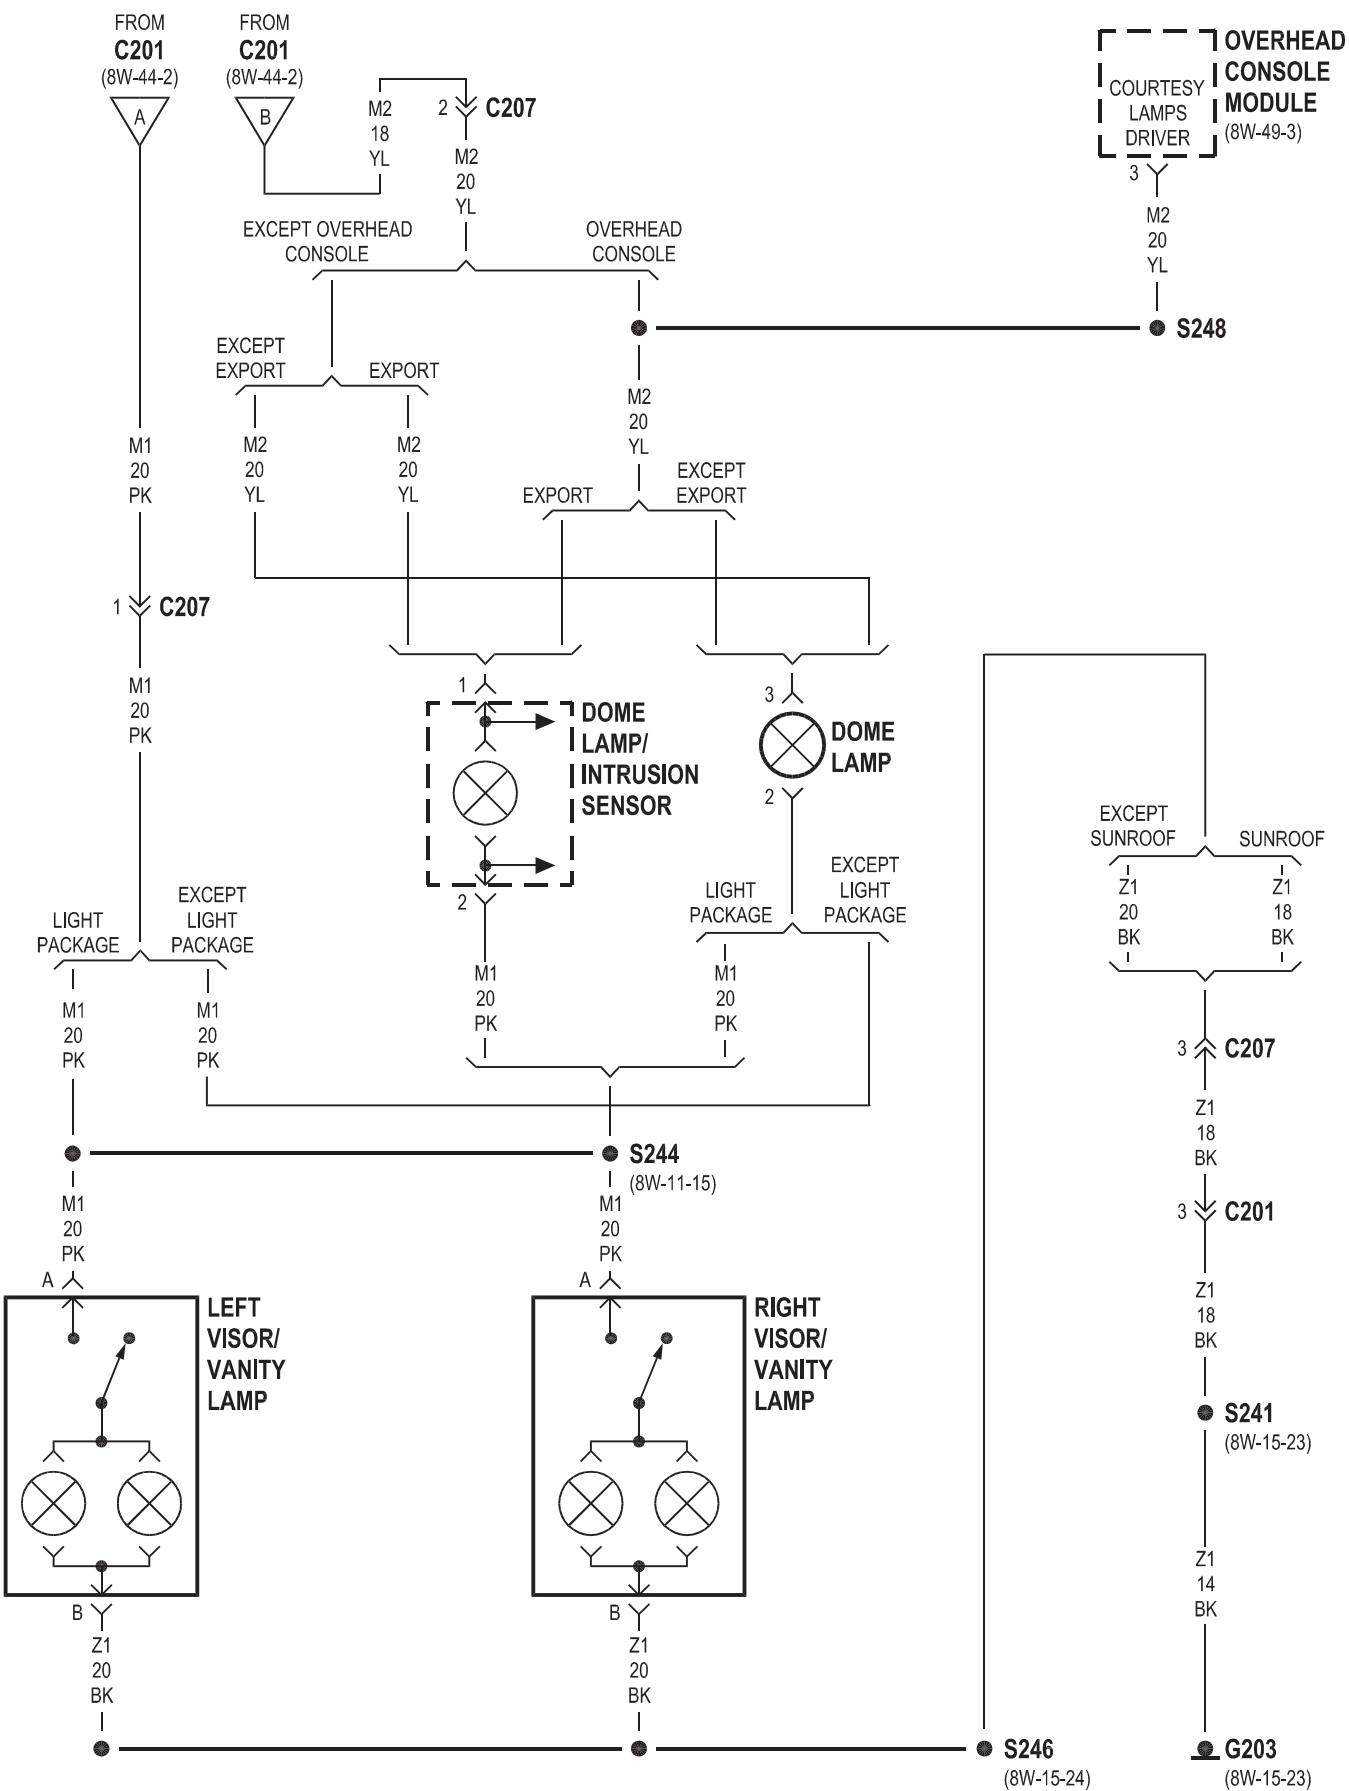 FROM
C201
(8W-44-2)
A
FROM
C201
(8W-44-2)
B
M2
18
YL
2
C207
M2
20
YL
OVERHEAD
CONSOLE
MODULE
(8W-49-3)
COURTESY
LAMPS
DRIVER
3
M2
20
YL
S248
EXCEPT OVERHEAD
CONSOLE
OVERHEAD
CONSOLE
EXCEPT
EXPORT
EXPORT
M2
20
YL
M1
20
PK
M2
20
YL
M2
20
YL
EXPORT
EXCEPT
EXPORT
1
C207
M1
20
PK
1
DOME
LAMP/
INTRUSION
SENSOR
2
3
DOME
LAMP
2
EXCEPT
SUNROOF
SUNROOF
Z1
20
BK
Z1
18
BK
LIGHT
PACKAGE
EXCEPT
LIGHT
PACKAGE
LIGHT
PACKAGE
EXCEPT
LIGHT
PACKAGE
M1
20
PK
M1
20
PK
M1
20
PK
M1
20
PK
3
C207
Z1
18
BK
S244
(8W-11-15)
3
C201
M1
20
PK
M1
20
PK
A
LEFT
VISOR/
VANITY
LAMP
A
RIGHT
VISOR/
VANITY
LAMP
Z1
18
BK
S241
(8W-15-23)
Z1
14
BK
B
Z1
20
BK
B
Z1
20
BK
S246
(8W-15-24)
G203
(8W-15-23)